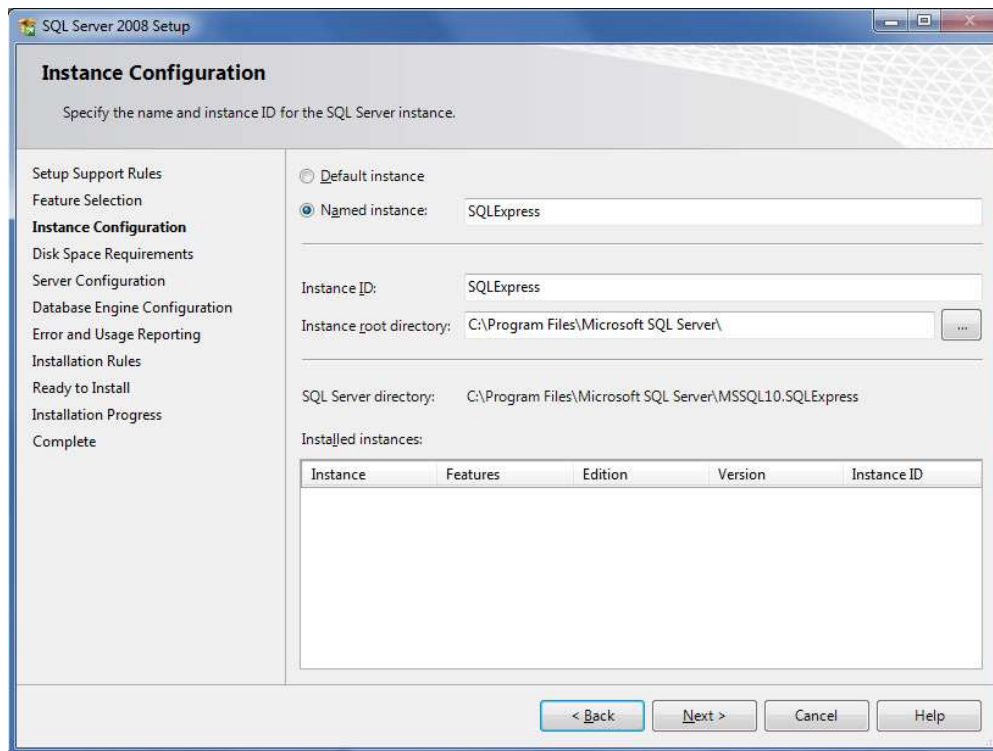 SQL Server 2008 Setup
Instance Configuration
Specify the name and instance ID for the SQL Server instance.
Setup Support Rules
Feature Selection
Instance Configuration
Disk Space Requirements
Server Configuration
Database Engine Configuration
Error and Usage Reporting
Installation Rules
Ready to Install
Installation Progress
Complete
Default instance
Named instance: SQLExpress
Instance ID: SQLExpress
Instance root directory: C:\Program Files\Microsoft SQL Server\ ...
SQL Server directory: C:\Program Files\Microsoft SQL Server\MSSQL10.SQLExpress
Installed instances:
Instance Features Edition Version Instance ID
< Back Next > Cancel Help